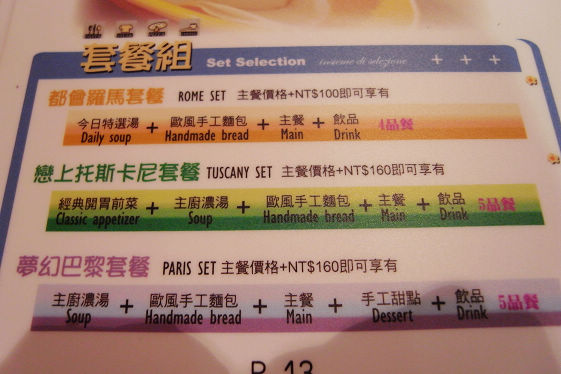 套餐組 Set Selection insieme di selezione + + +
都會羅馬套餐 ROME SET 主餐價格+NT$100即可享有
今日特選湯 + 歐風手工麵包 + 主餐 + 飲品 4品餐
Daily soup Handmade bread Main Drink
戀上托斯卡尼套餐 TUSCANY SET 主餐價格+NT$160即可享有
經典開胃前菜 + 主廚濃湯 + 歐風手工麵包 + 主餐 + 飲品 5品餐
Classic appetizer Soup Handmade bread Main Drink
夢幻巴黎套餐 PARIS SET 主餐價格+NT$160即可享有
主廚濃湯 + 歐風手工麵包 + 主餐 + 手工甜點 + 飲品 5品餐
Soup Handmade bread Main Dessert Drink
P. 13